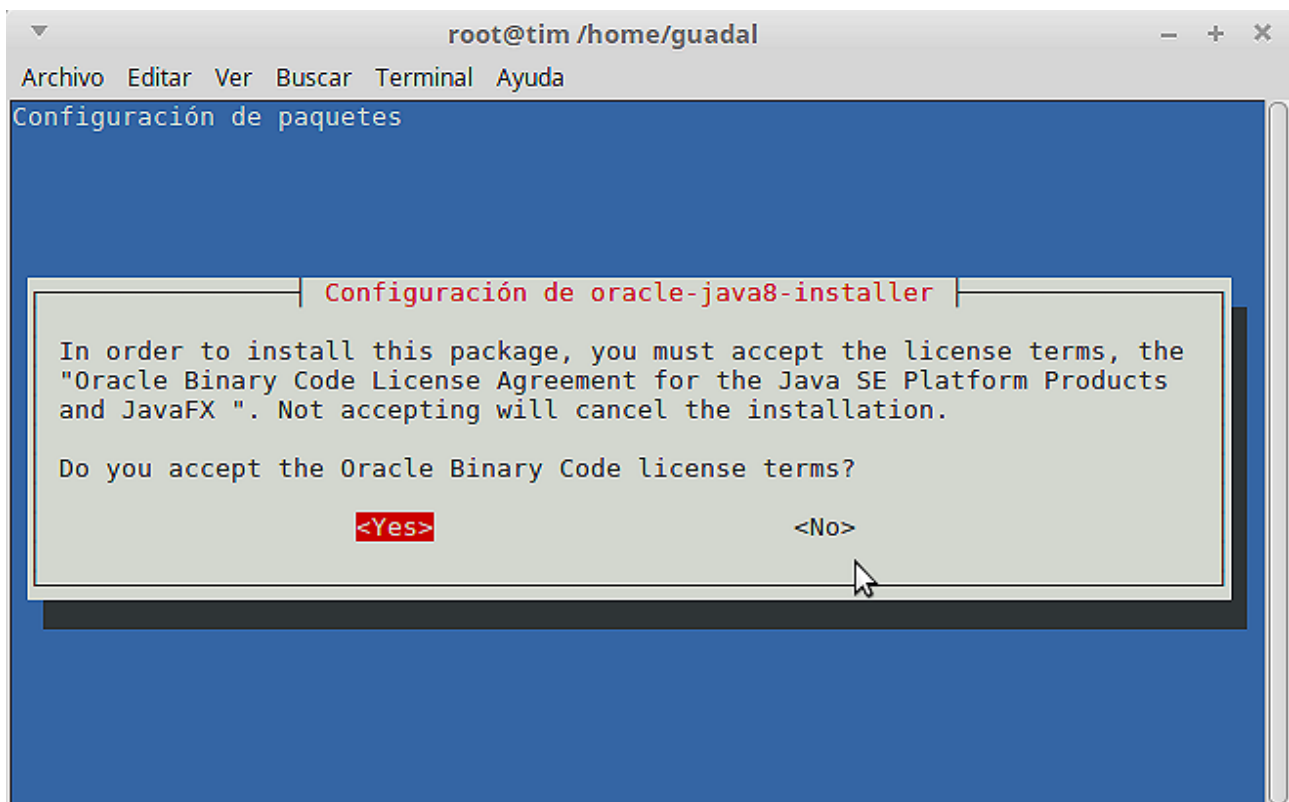 root@tim /home/guadal
Archivo Editar Ver Buscar Terminal Ayuda
Configuración de paquetes
Configuración de oracle-java8-installer
In order to install this package, you must accept the license terms, the
"Oracle Binary Code License Agreement for the Java SE Platform Products
and JavaFX ". Not accepting will cancel the installation.
Do you accept the Oracle Binary Code license terms?
<Yes> <No>